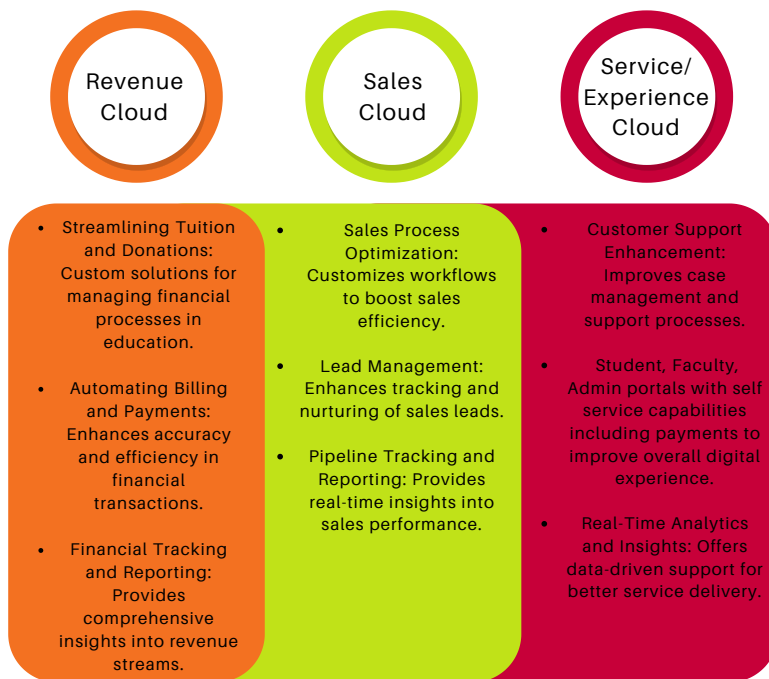 Revenue
Cloud
Sales
Cloud
Service/
Experience
Cloud
• Streamlining Tuition
and Donations:
Custom solutions for
managing financial
processes in
education.
• Automating Billing
and Payments:
Enhances accuracy
and efficiency in
financial
transactions.
• Financial Tracking
and Reporting:
Provides
comprehensive
insights into revenue
streams.
• Sales Process
Optimization:
Customizes workflows
to boost sales
efficiency.
• Lead Management:
Enhances tracking and
nurturing of sales leads.
• Pipeline Tracking and
Reporting: Provides
real-time insights into
sales performance.
• Customer Support
Enhancement:
Improves case
management and
support processes.
• Student, Faculty,
Admin portals with self
service capabilities
including payments to
improve overall digital
experience.
• Real-Time Analytics
and Insights: Offers
data-driven support for
better service delivery.